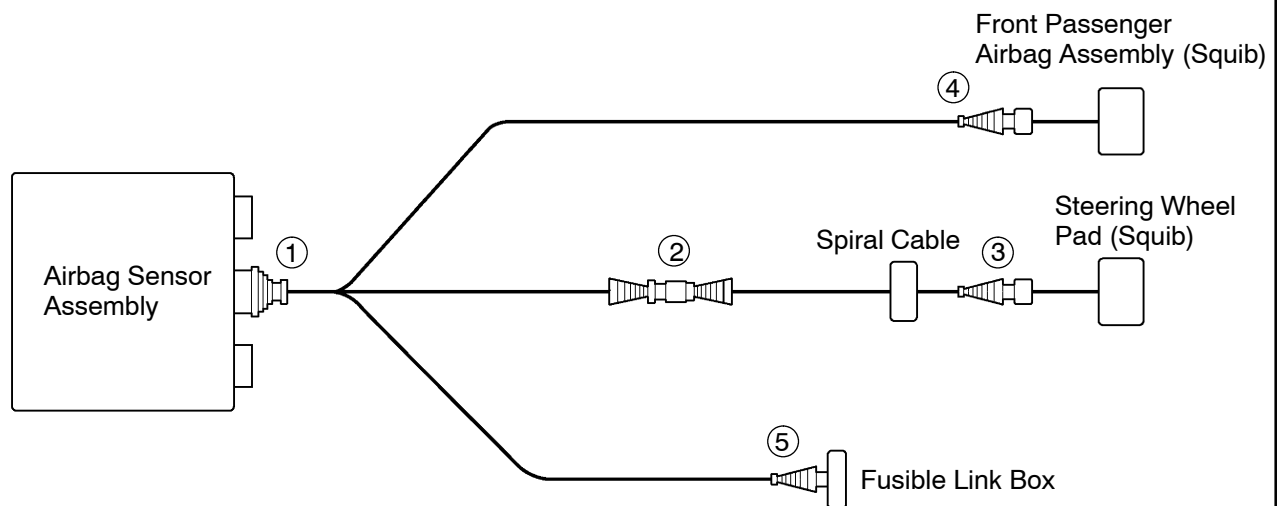 Front Passenger
Airbag Assembly (Squib)
④
Steering Wheel
Pad (Squib)
Spiral Cable
③
②
①
Airbag Sensor
Assembly
⑤
Fusible Link Box